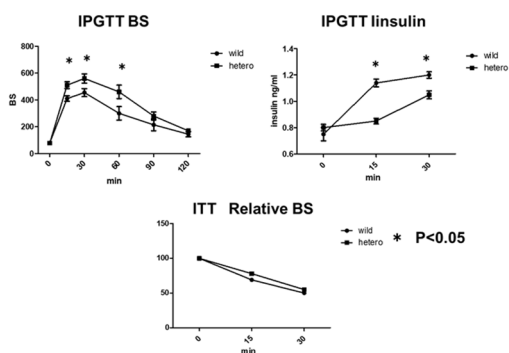 IPGTT BS
800
600
400
200
0
BS
*
*
*
0
30
60
90
120
min
wild
hetero
IPGTT Iinsulin
1.4
1.2
1.0
0.8
0.6
insulin ng/ml
*
*
0
15
30
min
wild
hetero
ITT Relative BS
150
100
50
0
0
15
30
min
wild
hetero
* P<0.05